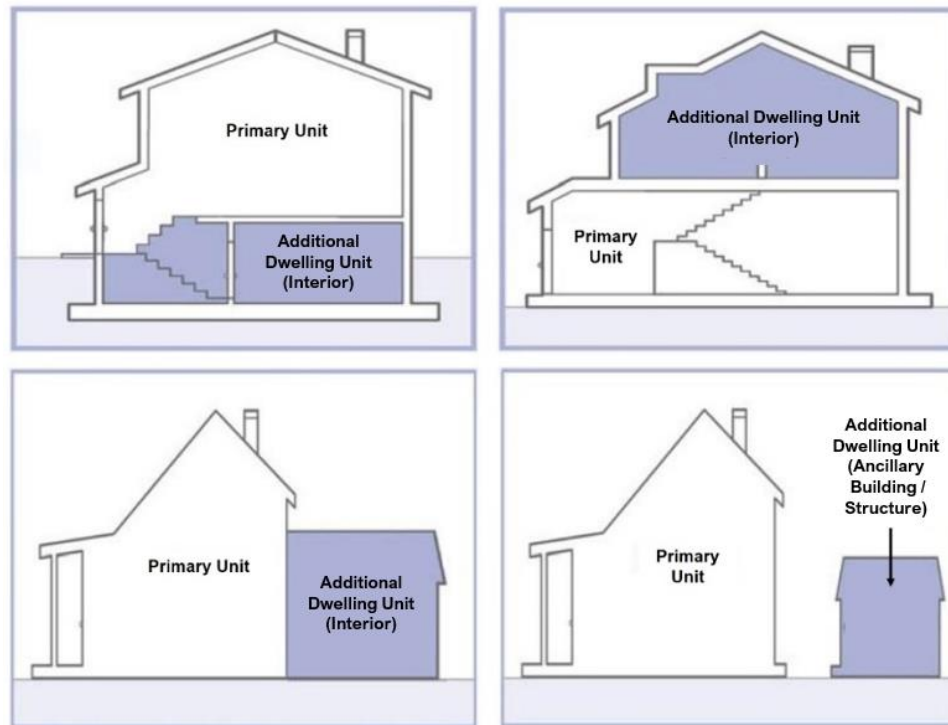 Primary Unit
Additional
Dwelling Unit
(Interior)
Additional Dwelling Unit
(Interior)
Primary
Unit
Primary Unit
Additional
Dwelling Unit
(Interior)
Additional
Dwelling Unit
(Ancillary
Building /
Structure)
Primary
Unit